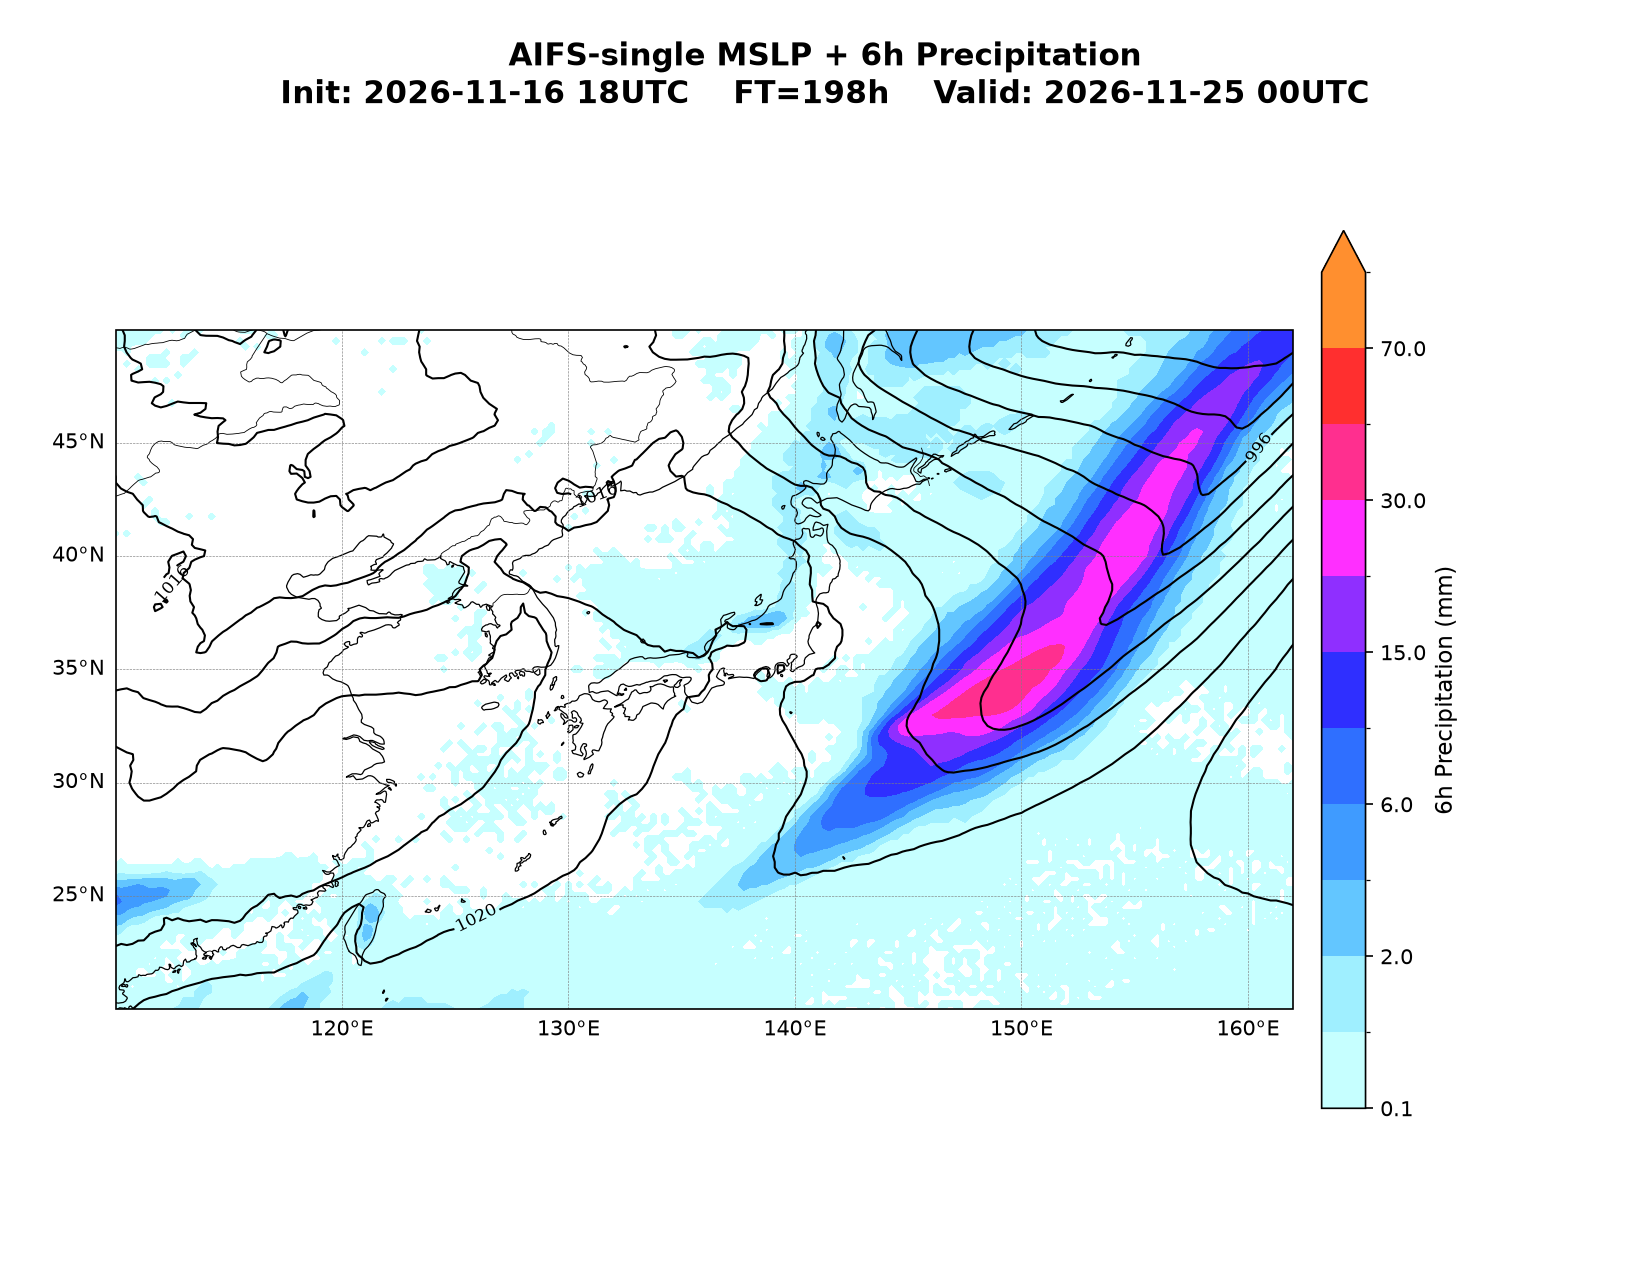 AIFS-single MSLP + 6h Precipitation
Init: 2026-11-16 18UTC    FT=198h    Valid: 2026-11-25 00UTC
70.0
30.0
15.0
6.0
2.0
0.1
6h Precipitation (mm)
45°N
40°N
35°N
30°N
25°N
120°E
130°E
140°E
150°E
160°E
996
1016
1016
1020